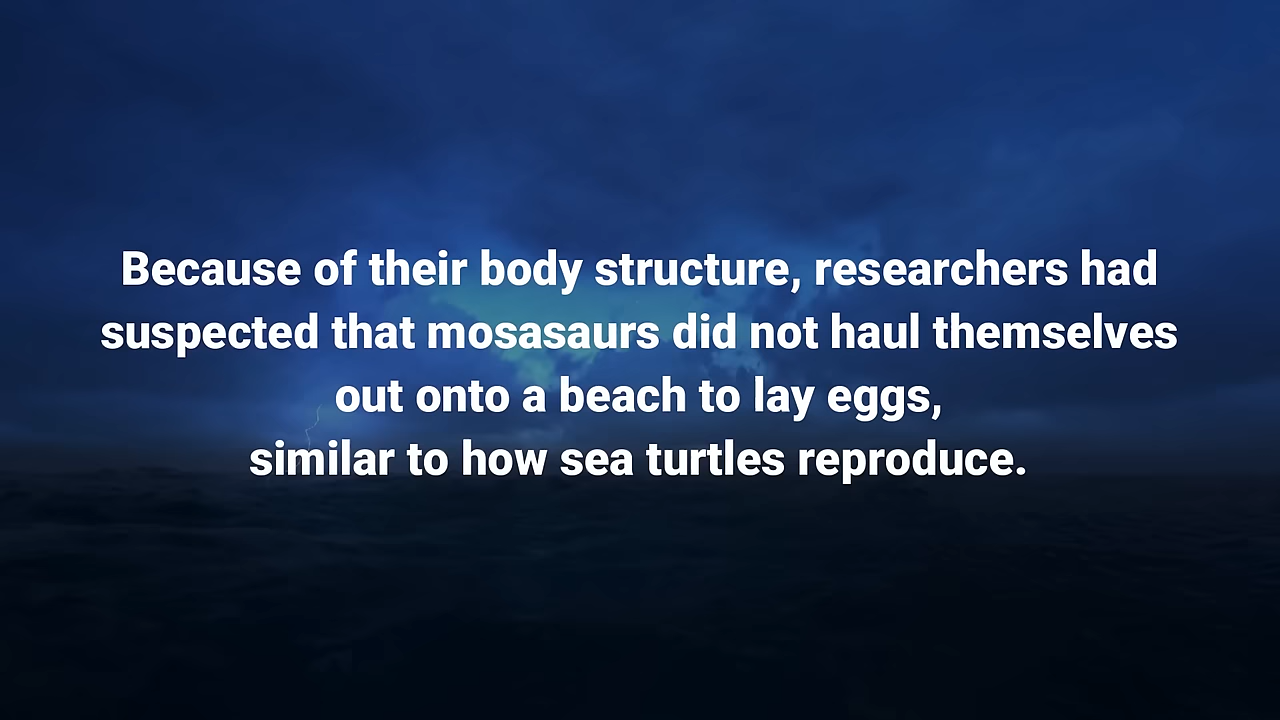 Because of their body structure, researchers had
suspected that mosasaurs did not haul themselves
out onto a beach to lay eggs,
similar to how sea turtles reproduce.